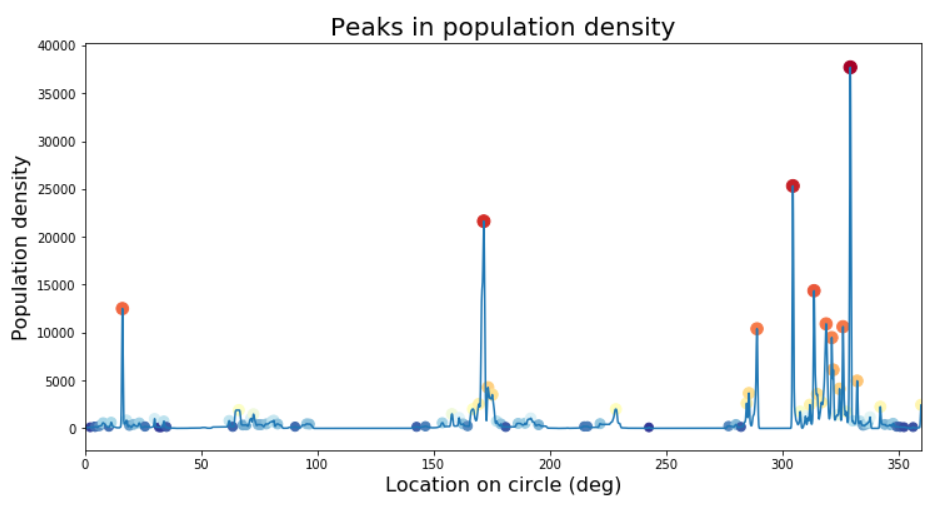 Peaks in population density
Population density
40000
35000
30000
25000
20000
15000
10000
5000
0
0 50 100 150 200 250 300 350
Location on circle (deg)